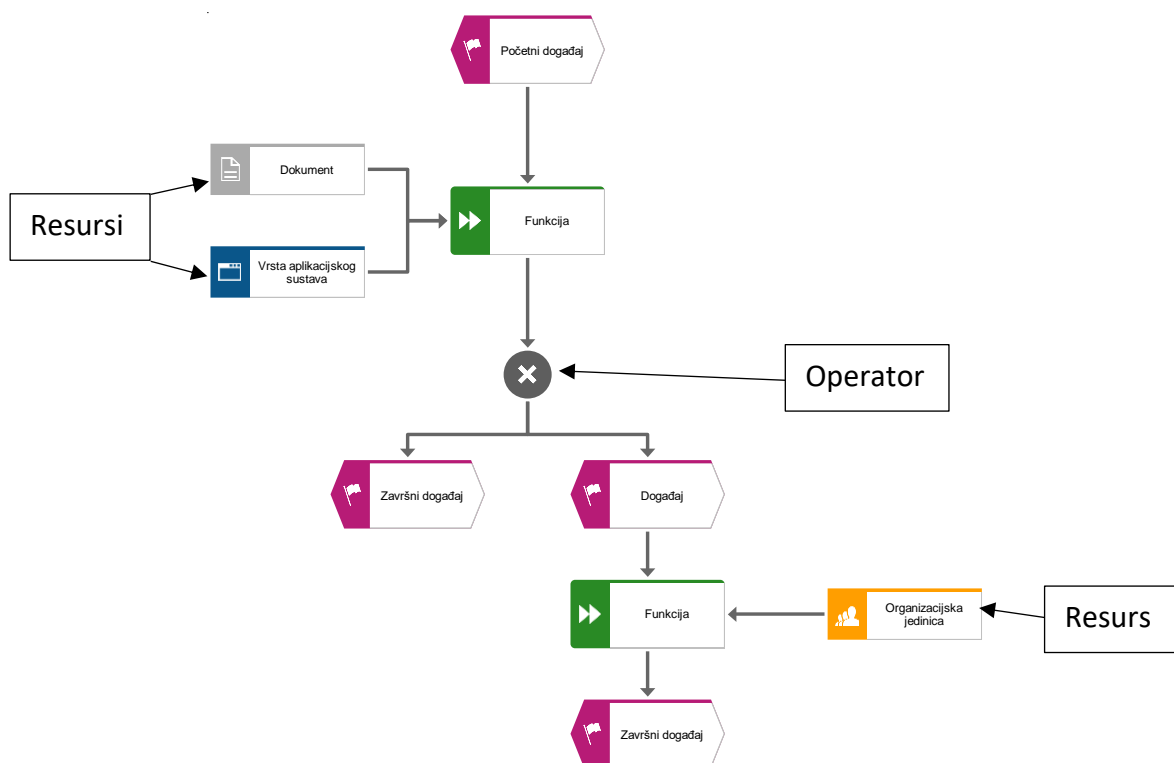 Početni događaj
Dokument
Resursi
Funkcija
Vrsta aplikacijskog
sustava
Operator
Završni događaj
Događaj
Funkcija
Organizacijska
jedinica
Resurs
Završni događaj